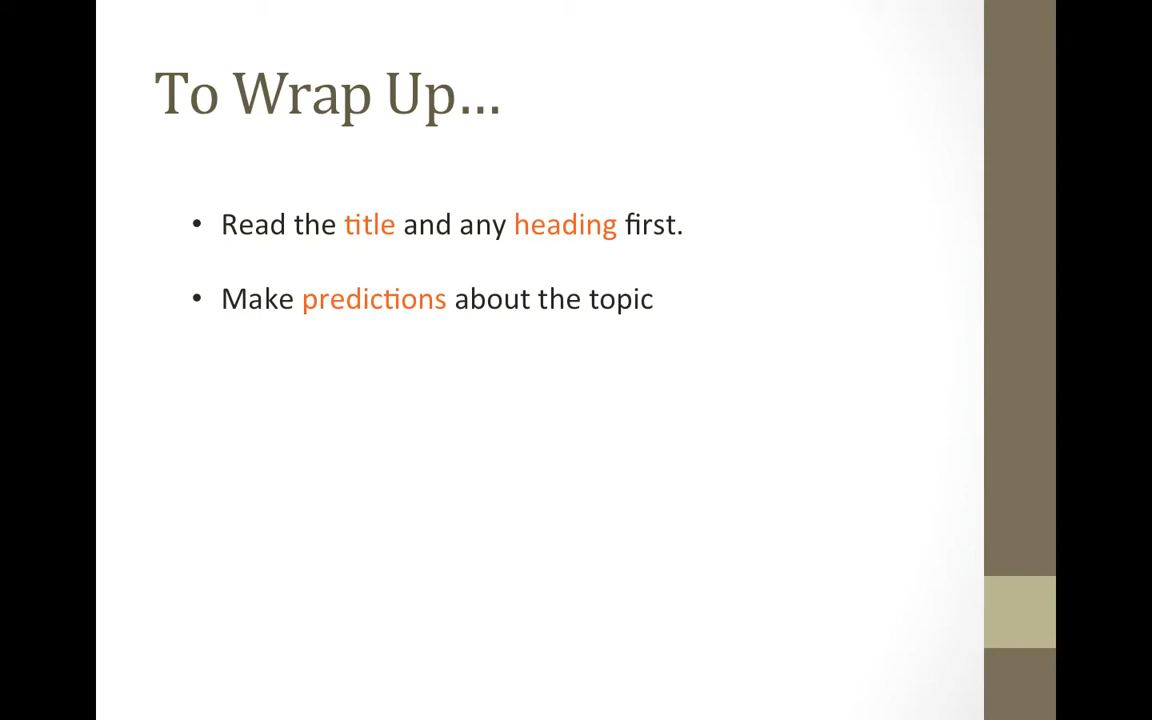 To Wrap Up…
• Read the title and any heading first.
• Make predictions about the topic